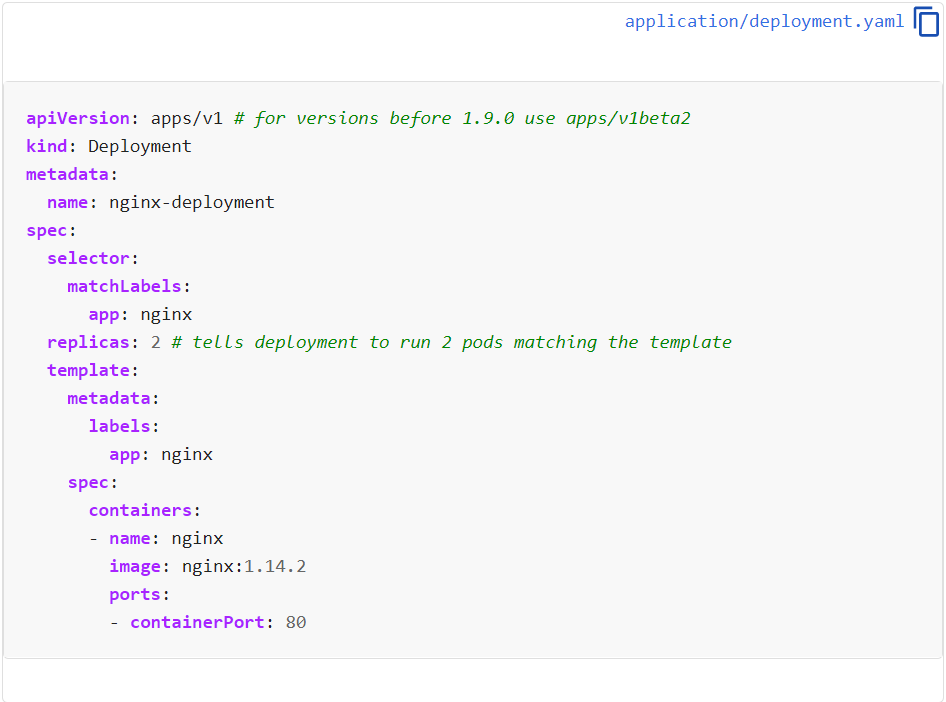 application/deployment.yaml
apiVersion: apps/v1 # for versions before 1.9.0 use apps/v1beta2
kind: Deployment
metadata:
  name: nginx-deployment
spec:
  selector:
    matchLabels:
      app: nginx
  replicas: 2 # tells deployment to run 2 pods matching the template
  template:
    metadata:
      labels:
        app: nginx
    spec:
      containers:
      - name: nginx
        image: nginx:1.14.2
        ports:
        - containerPort: 80